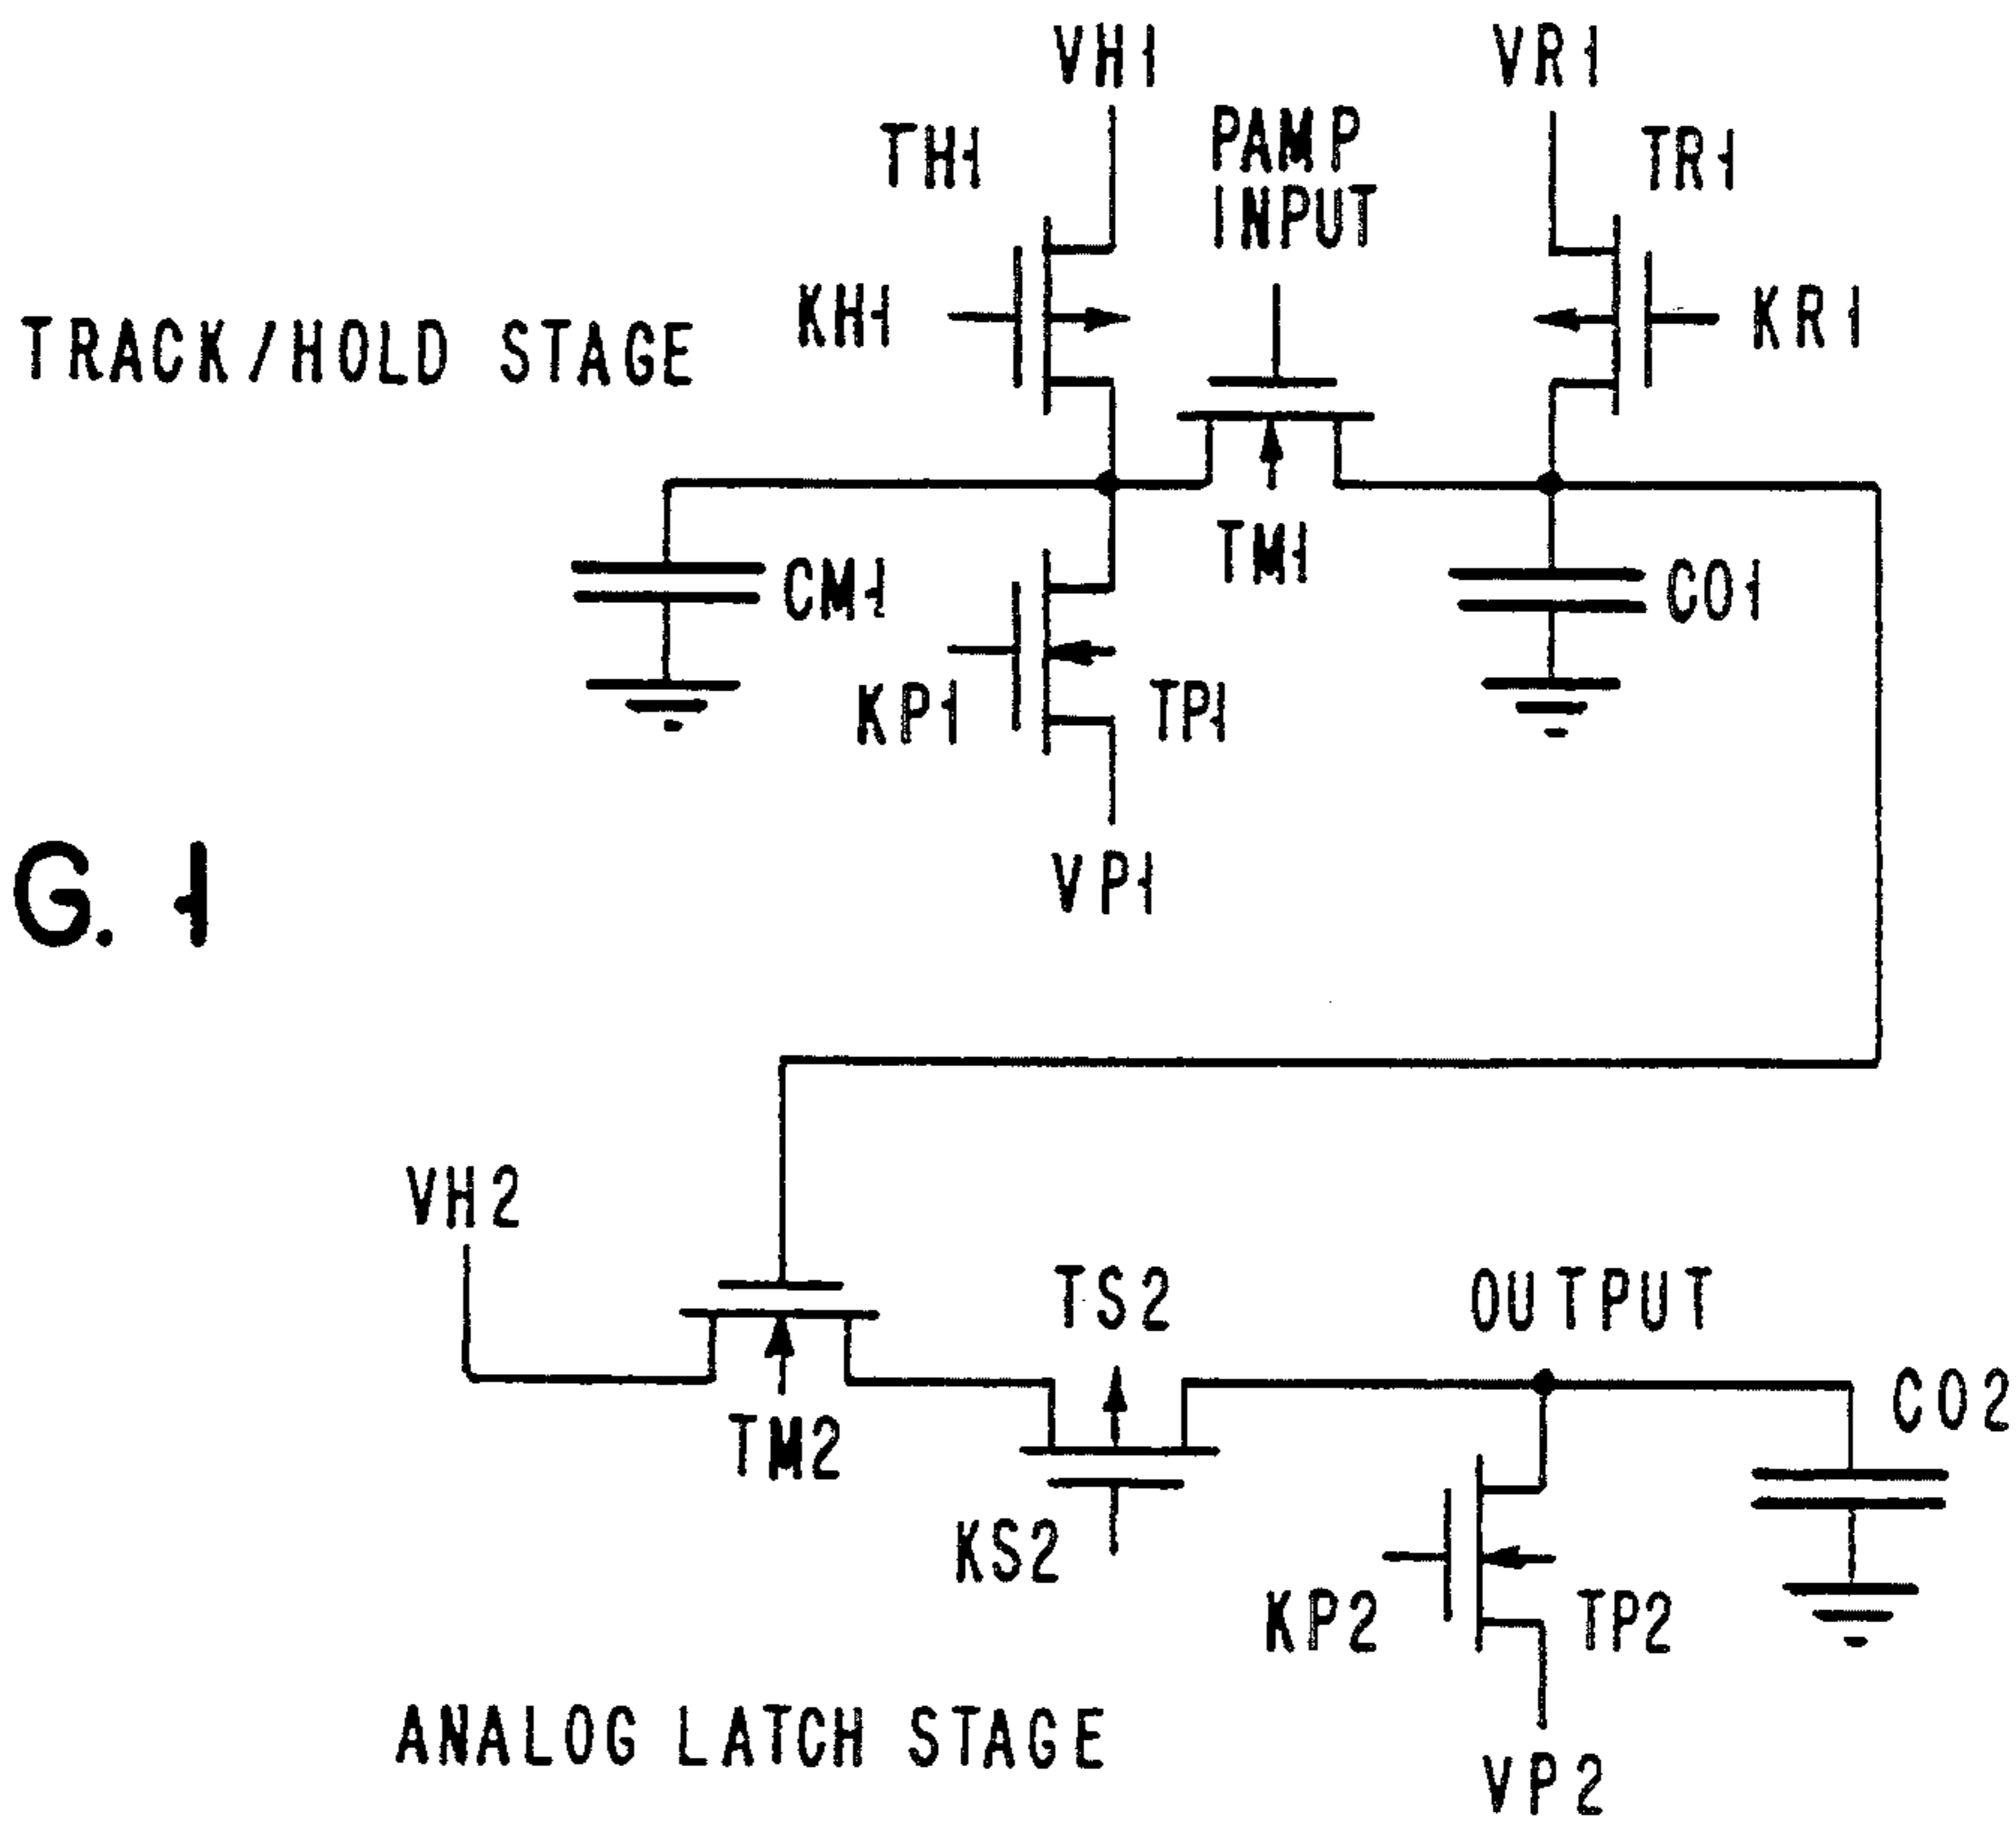 VH1
VR1
TH1
PAMP
INPUT
TR1
KH1
KR1
TRACK/HOLD STAGE
TM1
CM1
CO1
KP1
TP1
VP1
G. 1
VH2
TS2
OUTPUT
CO2
TM2
KS2
KP2
TP2
ANALOG LATCH STAGE
VP2